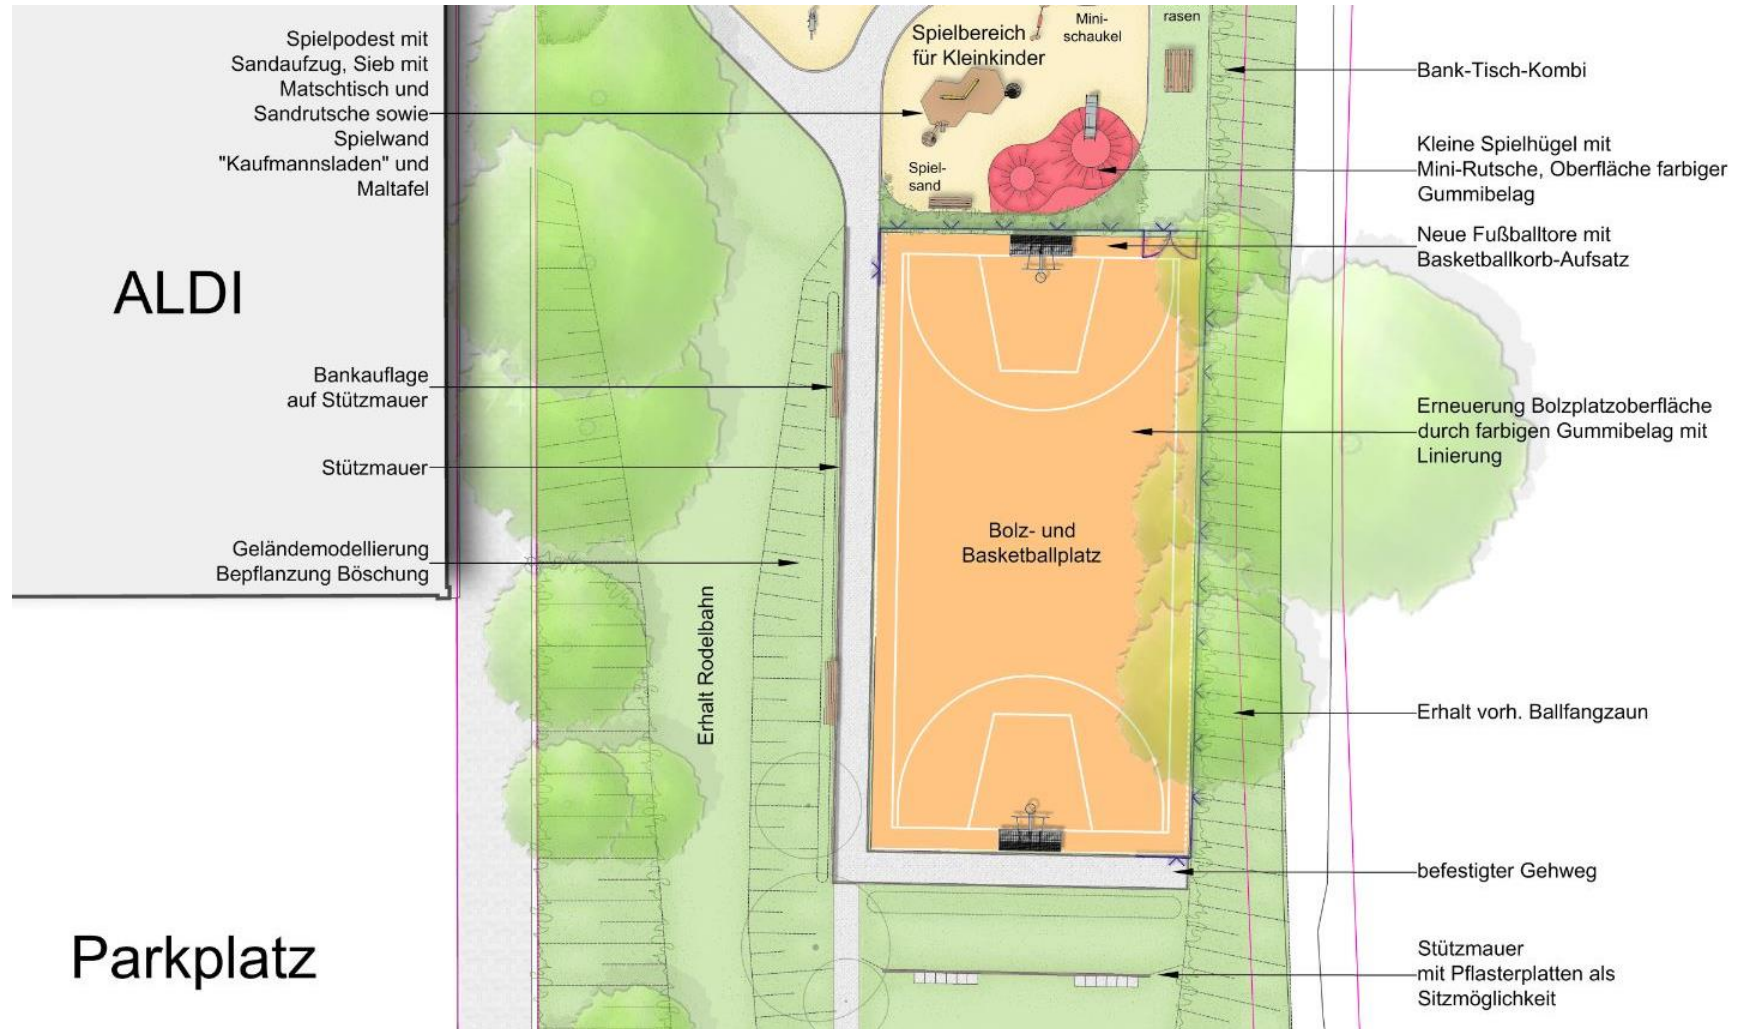 Spielpodest mit
Sandaufzug, Sieb mit
Matschtisch und
Sandrutsche sowie
Spielwand
"Kaufmannsladen" und
Maltafel
ALDI
Bankauflage
auf Stützmauer
Stützmauer
Geländemodellierung
Bepflanzung Böschung
Parkplatz
Erhalt Rodelbahn
Spielbereich
für Kleinkinder
Mini-
schaukel
rasen
Spiel-
sand
Bolz- und
Basketballplatz
Bank-Tisch-Kombi
Kleine Spielhügel mit
Mini-Rutsche, Oberfläche farbiger
Gummibelag
Neue Fußballtore mit
Basketballkorb-Aufsatz
Erneuerung Bolzplatzoberfläche
durch farbigen Gummibelag mit
Linierung
Erhalt vorh. Ballfangzaun
befestigter Gehweg
Stützmauer
mit Pflasterplatten als
Sitzmöglichkeit